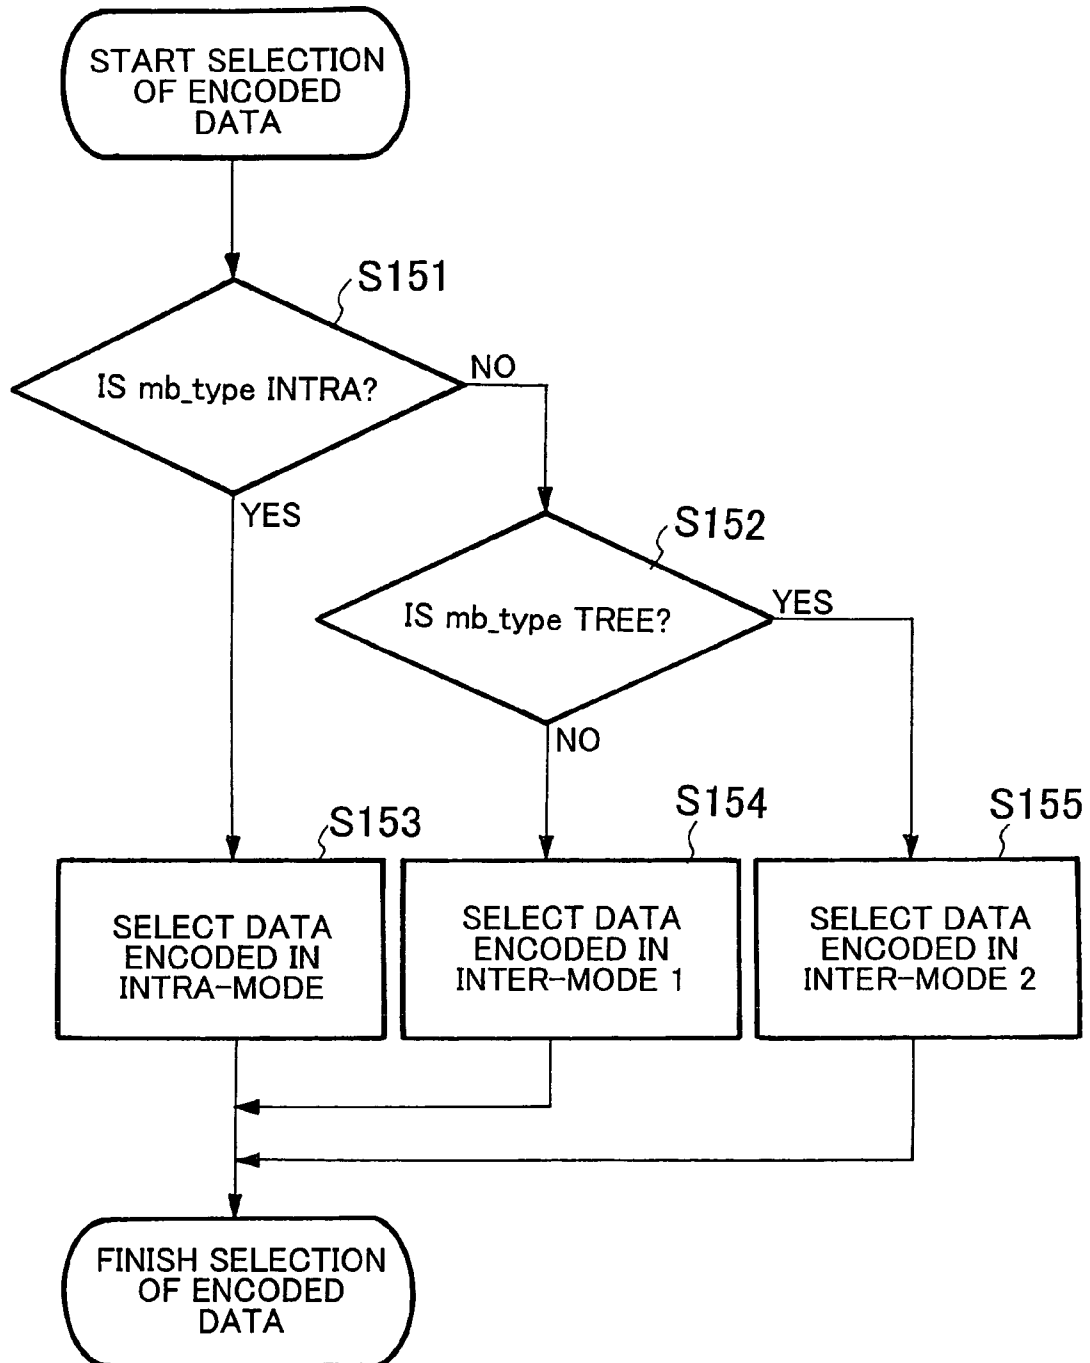 START SELECTION
OF ENCODED
DATA
S151
IS mb_type INTRA?
NO
YES
S152
IS mb_type TREE?
YES
NO
S153
S154
S155
SELECT DATA
ENCODED IN
INTRA-MODE
SELECT DATA
ENCODED IN
INTER-MODE 1
SELECT DATA
ENCODED IN
INTER-MODE 2
FINISH SELECTION
OF ENCODED
DATA